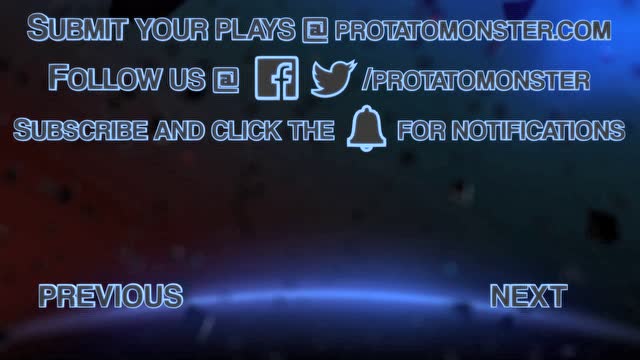 SUBMIT YOUR PLAYS @ PROTATOMONSTER.COM
FOLLOW US @ /PROTATOMONSTER
SUBSCRIBE AND CLICK THE FOR NOTIFICATIONS
PREVIOUS NEXT